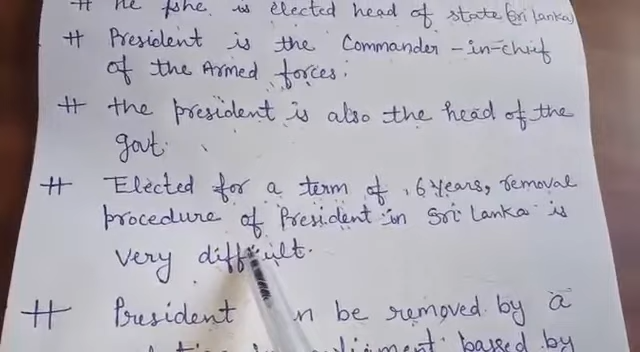 # he/she is elected head of state (Sri Lanka)
# President is the Commander-in-chief
of the Armed forces.
# the president is also the head of the
govt.
# Elected for a term of 6 years, removal
procedure of President in Sri Lanka is
very difficult.
# President be removed by a
by